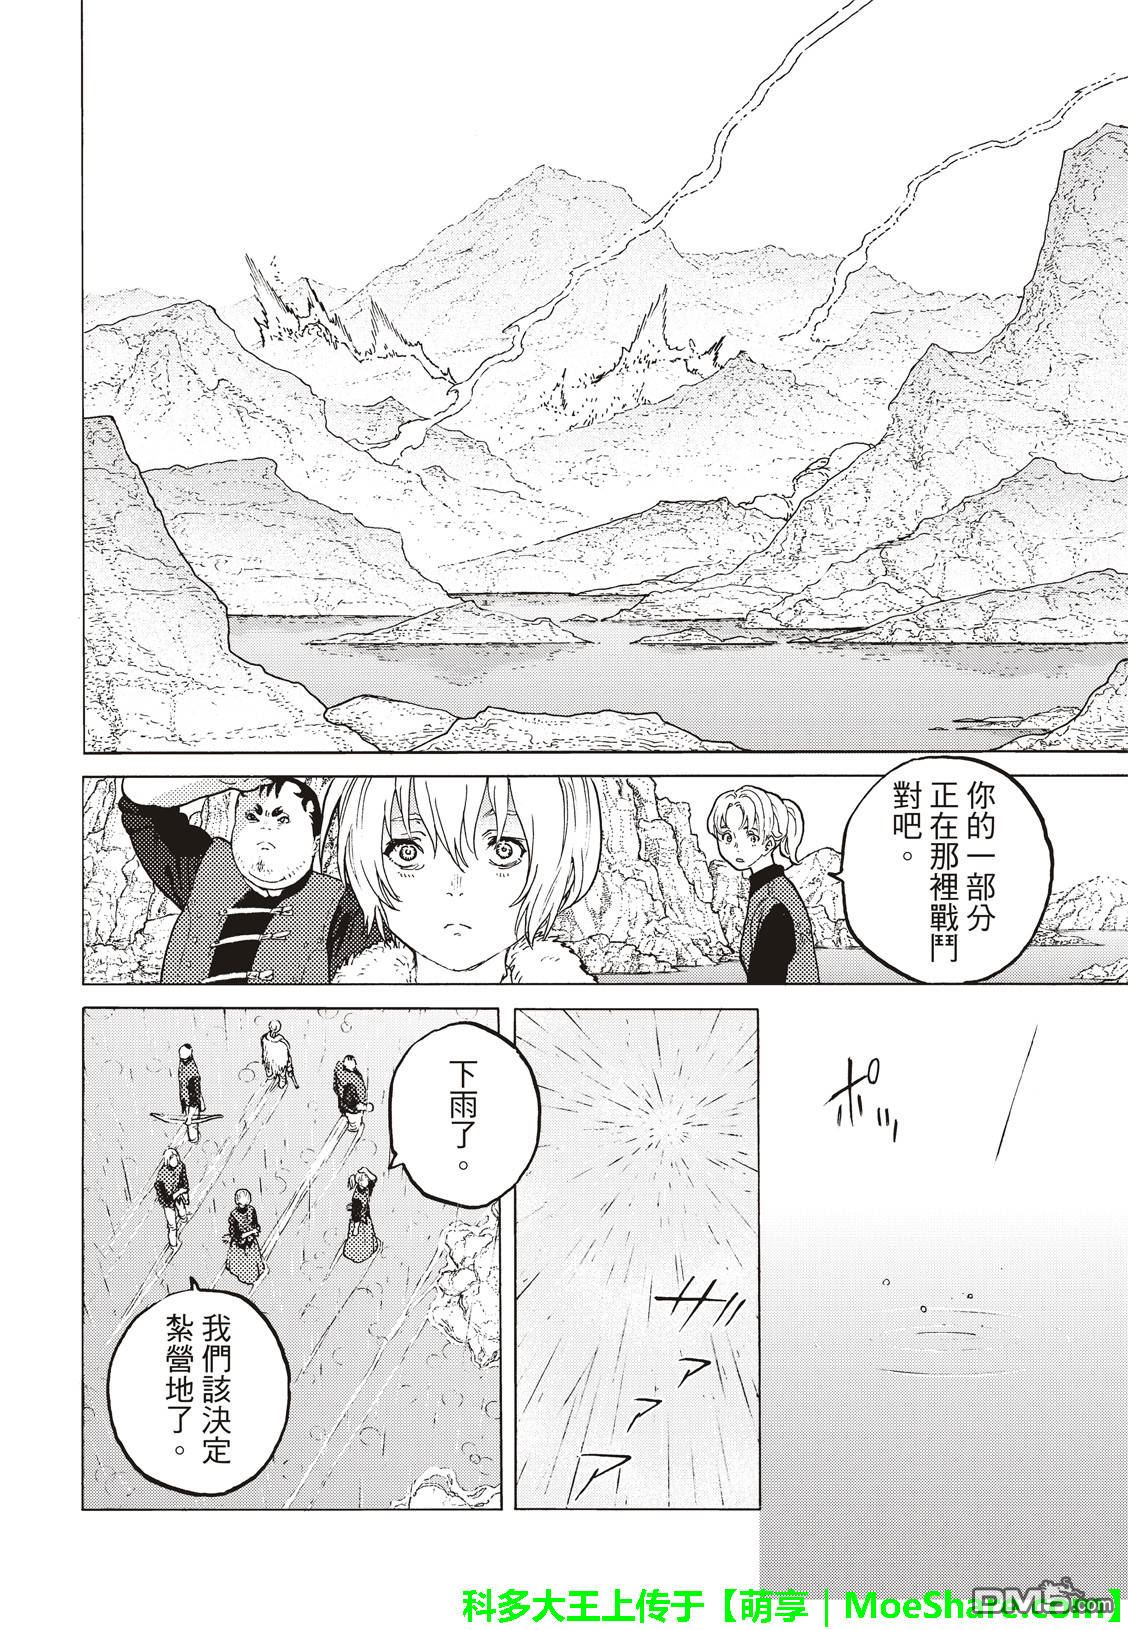 你的一部分
正在那裡戰鬥
對吧。
ポッ
ザァァァ
下雨了。
我們該決定
紮營地了。
科多大王上传于【萌享｜MoeShare.com】